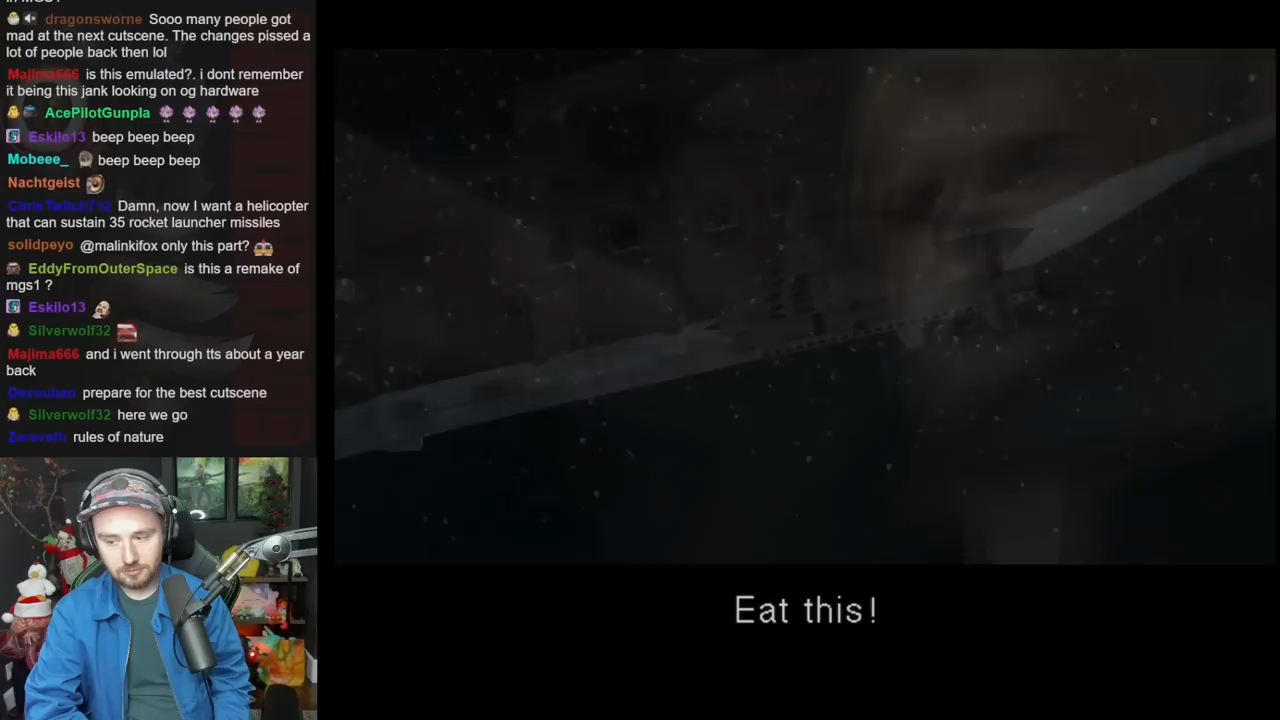 dragonsworne Sooo many people got
mad at the next cutscene. The changes pissed a
lot of people back then lol
Majima666 is this emulated?. i dont remember
it being this jank looking on og hardware
AcePilotGunpla
Eskilo13 beep beep beep
Mobeee_ beep beep beep
Nachtgeist
ChrisTwitch712 Damn, now I want a helicopter
that can sustain 35 rocket launcher missiles
solidpeyo @malinkifox only this part?
EddyFromOuterSpace is this a remake of
mgs1 ?
Eskilo13
Silverwolf32
Majima666 and i went through tts about a year
back
prepare for the best cutscene
Silverwolf32 here we go
Zereveth rules of nature
Eat this!